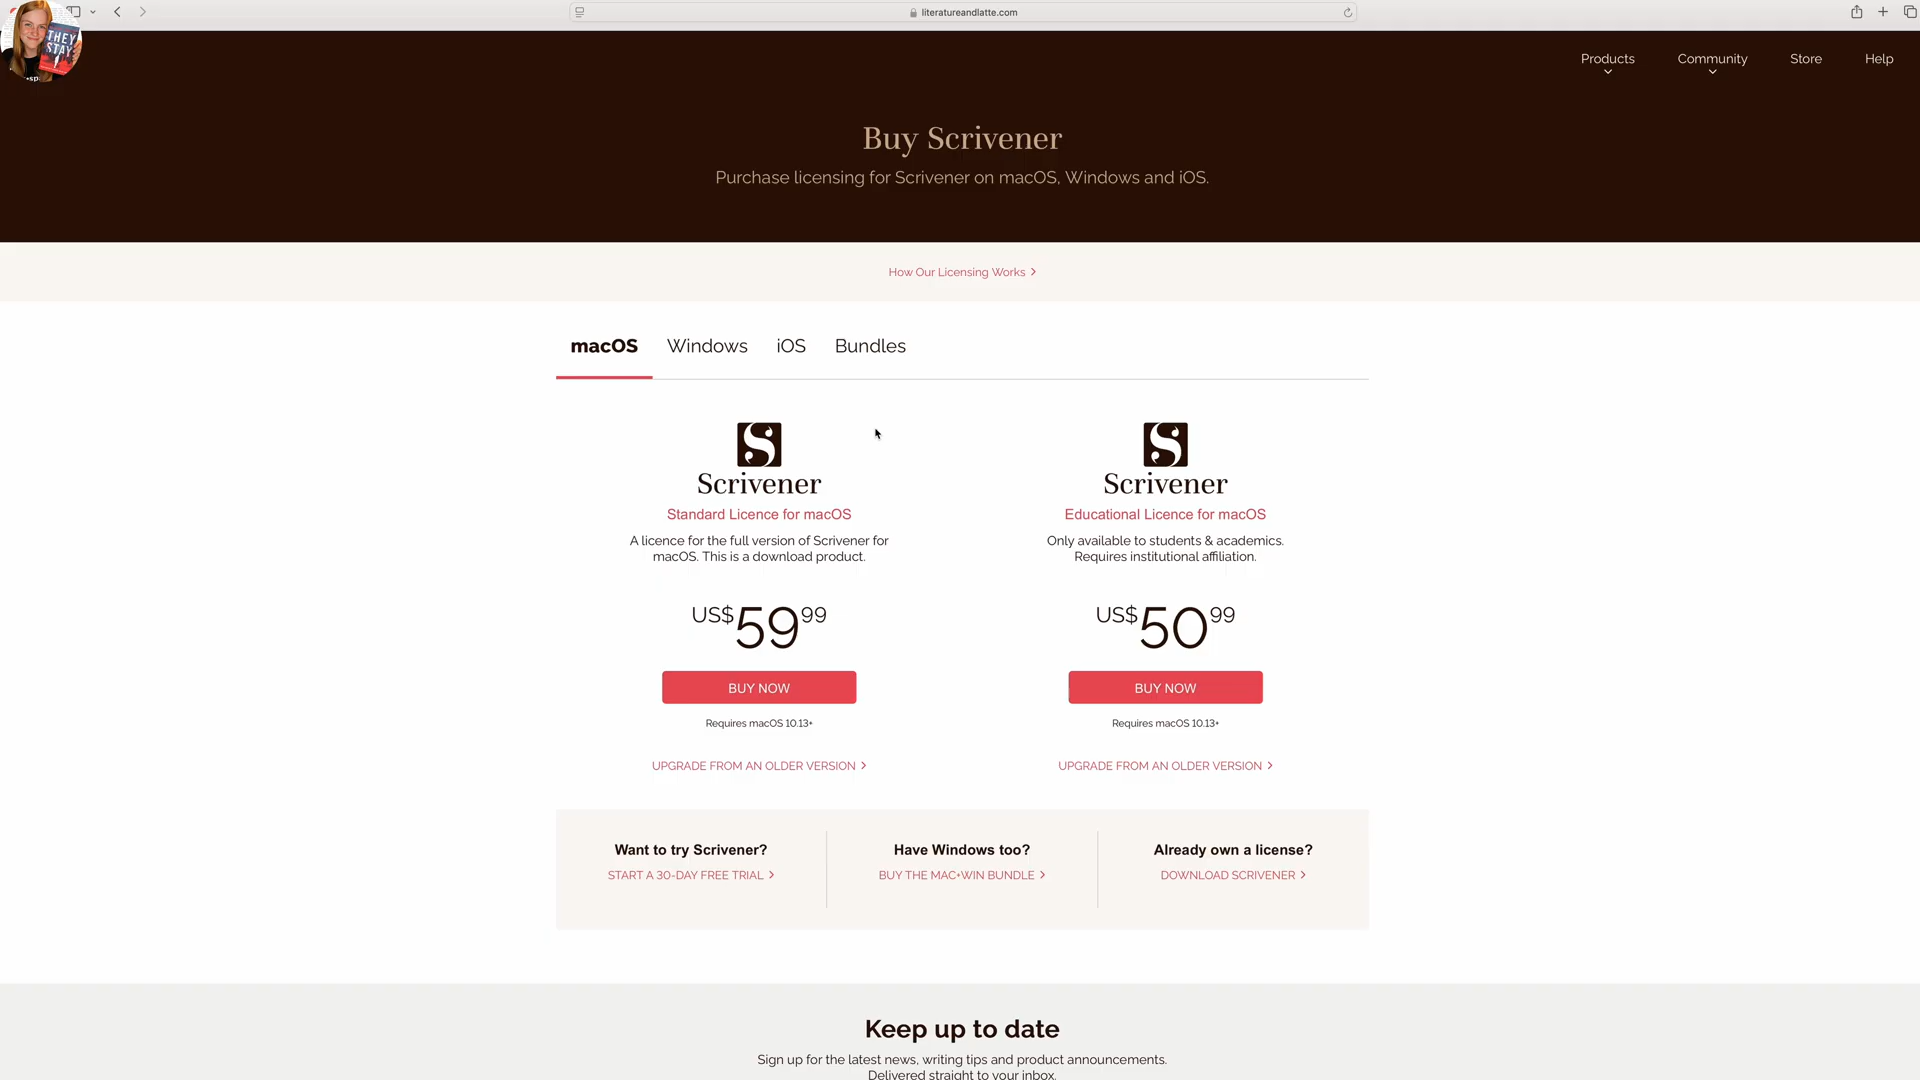 literatureandlatte.com
THEY
STAY
Products
Community
Store
Help
Buy Scrivener
Purchase licensing for Scrivener on macOS, Windows and iOS.
How Our Licensing Works
macOS
Windows
iOS
Bundles
Scrivener
Standard Licence for macOS
A licence for the full version of Scrivener for
macOS. This is a download product.
US$59 99
BUY NOW
Requires macOS 10.13+
UPGRADE FROM AN OLDER VERSION
Scrivener
Educational Licence for macOS
Only available to students & academics.
Requires institutional affiliation.
US$50 99
BUY NOW
Requires macOS 10.13+
UPGRADE FROM AN OLDER VERSION
Want to try Scrivener?
START A 30-DAY FREE TRIAL
Have Windows too?
BUY THE MAC+WIN BUNDLE
Already own a license?
DOWNLOAD SCRIVENER
Keep up to date
Sign up for the latest news, writing tips and product announcements.
Delivered straight to your inbox.